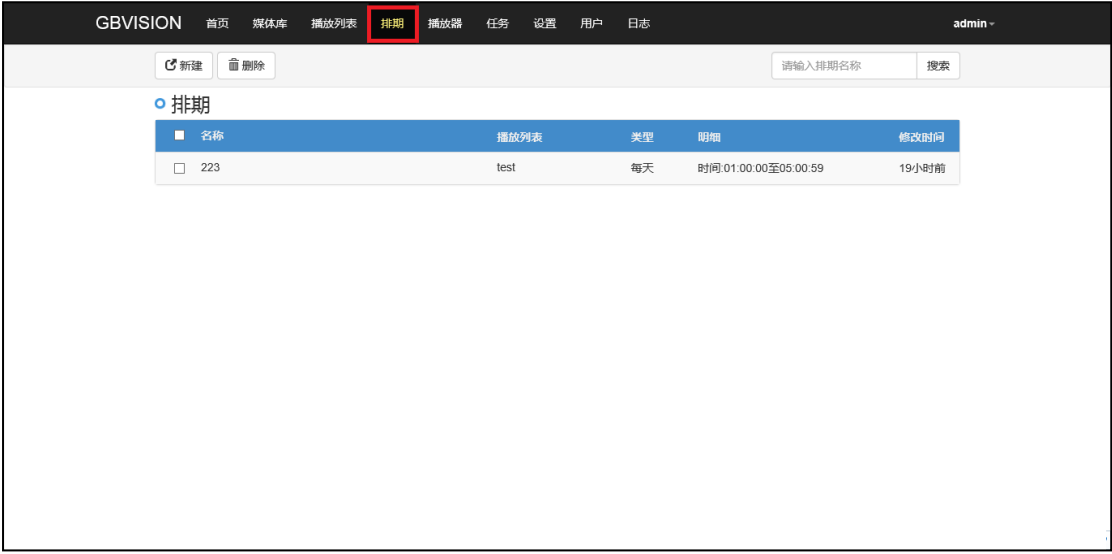 GBVISION 首页 媒体库 播放列表 排期 播放器 任务 设置 用户 日志 admin
新建 删除 请输入排期名称 搜索
排期
名称 播放列表 类型 明细 修改时间
223 test 每天 时间:01:00:00至05:00:59 19小时前